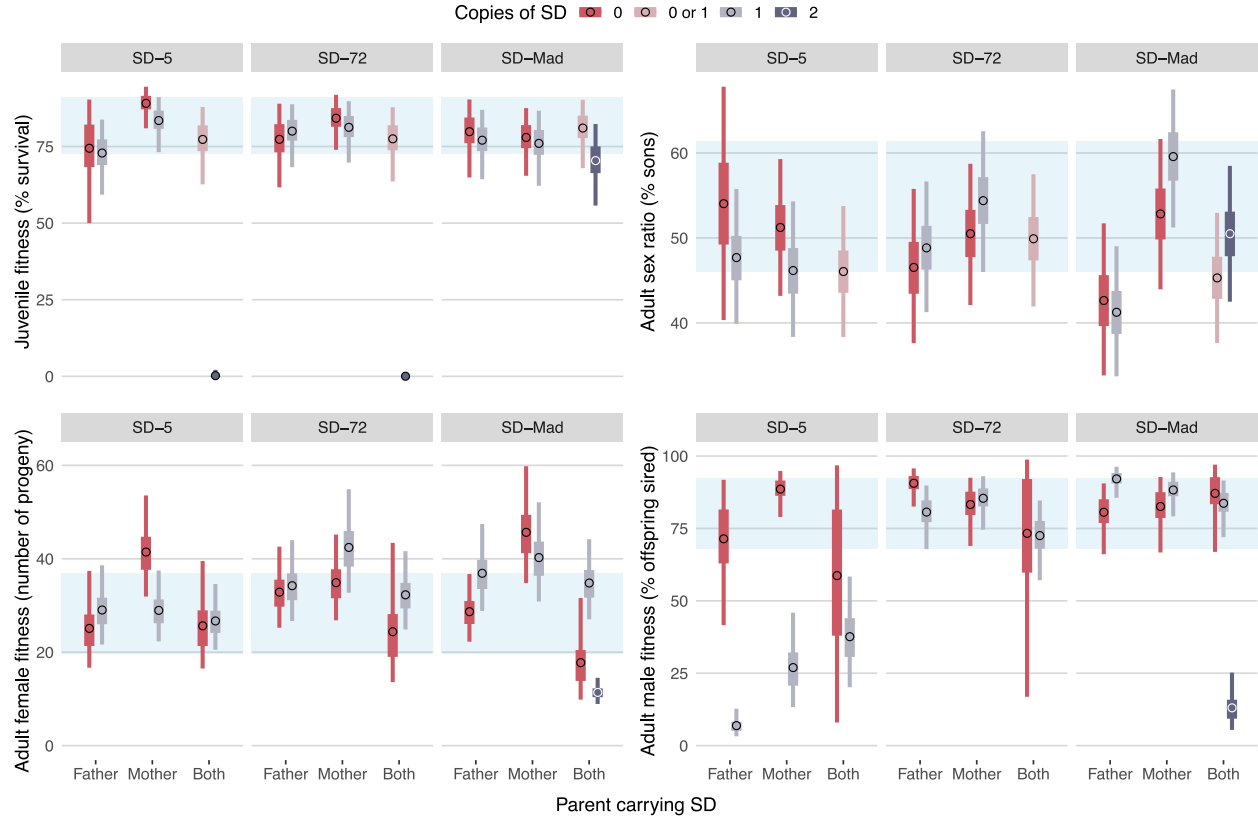 Copies of SD 0 0 or 1 1 2
SD−5 SD−72 SD−Mad
Juvenile fitness (% survival)
75
50
25
0
SD−5 SD−72 SD−Mad
Adult sex ratio (% sons)
60
50
40
SD−5 SD−72 SD−Mad
Adult female fitness (number of progeny)
60
40
20
0
Father Mother Both Father Mother Both Father Mother Both
SD−5 SD−72 SD−Mad
Adult male fitness (% offspring sired)
100
75
50
25
0
Father Mother Both Father Mother Both Father Mother Both
Parent carrying SD